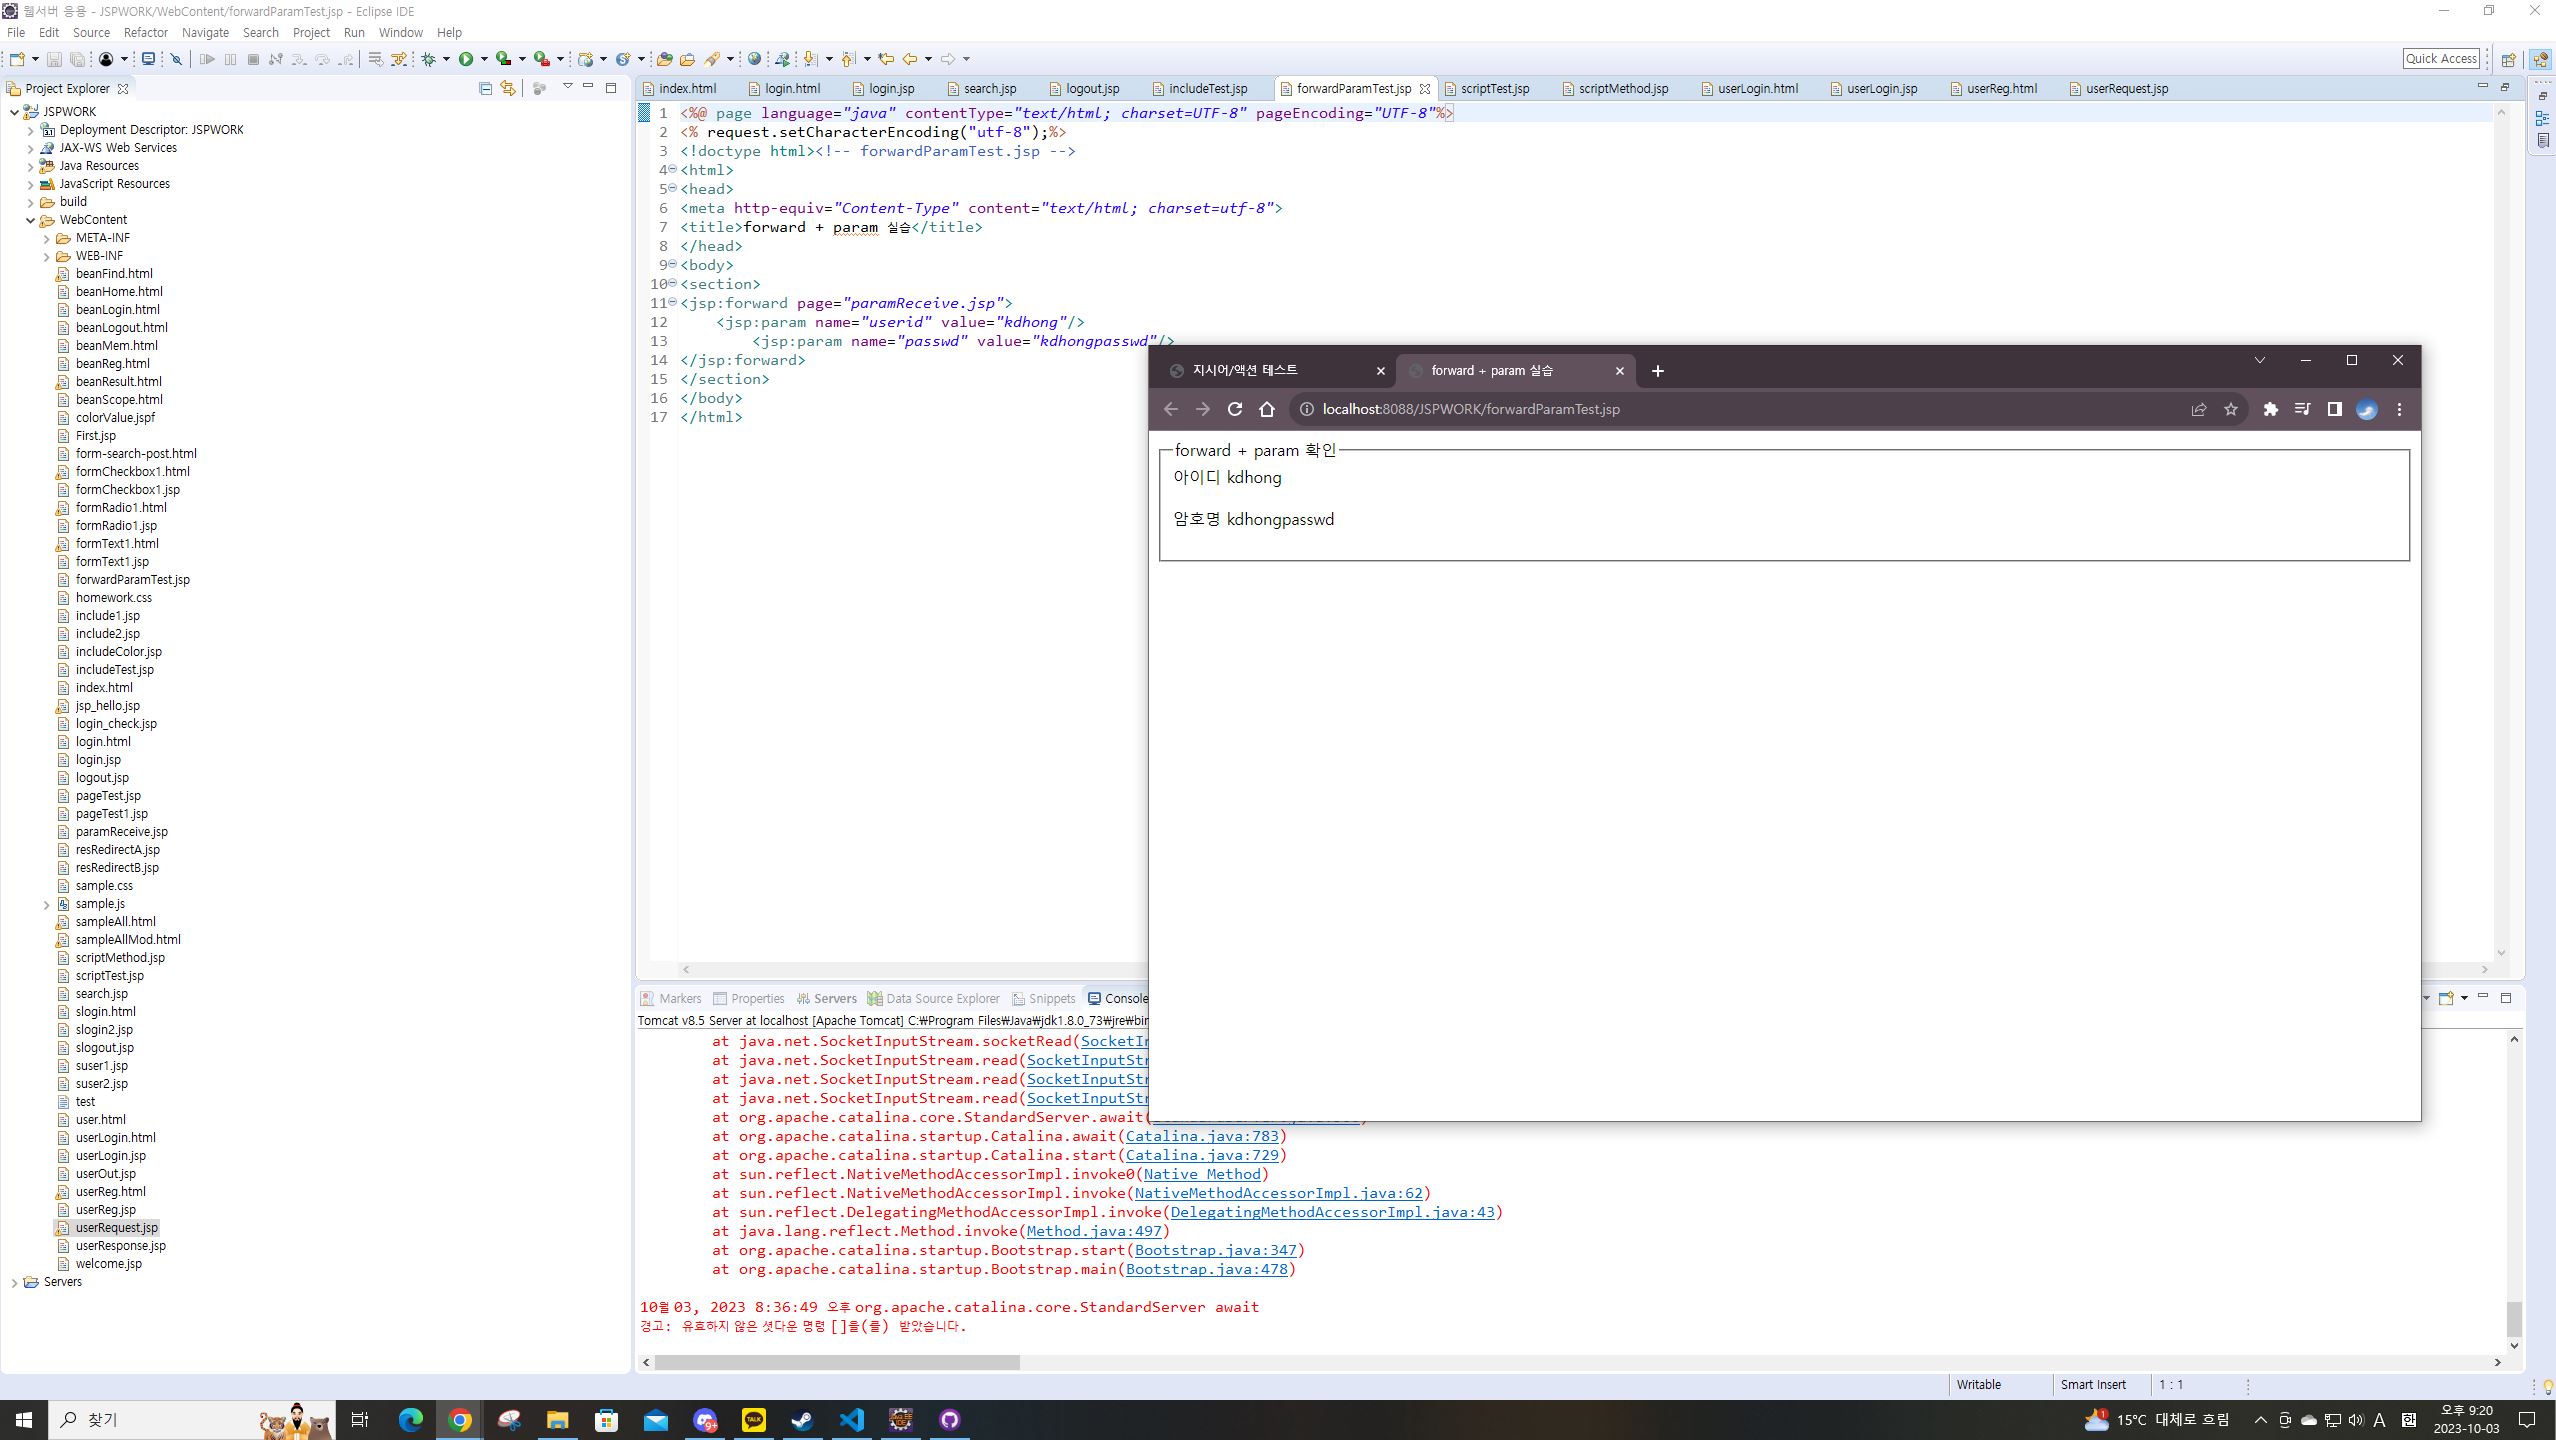 웹서버 응용 - JSPWORK/WebContent/forwardParamTest.jsp - Eclipse IDE
File Edit Source Refactor Navigate Search Project Run Window Help
Quick Access
Project Explorer
JSPWORK
Deployment Descriptor: JSPWORK
JAX-WS Web Services
Java Resources
JavaScript Resources
build
WebContent
META-INF
WEB-INF
beanFind.html
beanHome.html
beanLogin.html
beanLogout.html
beanMem.html
beanReg.html
beanResult.html
beanScope.html
colorValue.jspf
First.jsp
form-search-post.html
formCheckbox1.html
formCheckbox1.jsp
formRadio1.html
formRadio1.jsp
formText1.html
formText1.jsp
forwardParamTest.jsp
homework.css
include1.jsp
include2.jsp
includeColor.jsp
includeTest.jsp
index.html
jsp_hello.jsp
login_check.jsp
login.html
login.jsp
logout.jsp
pageTest.jsp
pageTest1.jsp
paramReceive.jsp
resRedirectA.jsp
resRedirectB.jsp
sample.css
sample.js
sampleAll.html
sampleAllMod.html
scriptMethod.jsp
scriptTest.jsp
search.jsp
slogin.html
slogin2.jsp
slogout.jsp
suser1.jsp
suser2.jsp
test
user.html
userLogin.html
userLogin.jsp
userOut.jsp
userReg.html
userReg.jsp
userRequest.jsp
userResponse.jsp
welcome.jsp
Servers
index.html login.html login.jsp search.jsp logout.jsp includeTest.jsp forwardParamTest.jsp scriptTest.jsp scriptMethod.jsp userLogin.html userLogin.jsp userReg.html userRequest.jsp
1 <%@ page language="java" contentType="text/html; charset=UTF-8" pageEncoding="UTF-8"%>
2 <% request.setCharacterEncoding("utf-8");%>
3 <!doctype html><!-- forwardParamTest.jsp -->
4 <html>
5 <head>
6 <meta http-equiv="Content-Type" content="text/html; charset=utf-8">
7 <title>forward + param 실습</title>
8 </head>
9 <body>
10 <section>
11 <jsp:forward page="paramReceive.jsp">
12 <jsp:param name="userid" value="kdhong"/>
13 <jsp:param name="passwd" value="kdhongpasswd"/>
14 </jsp:forward>
15 </section>
16 </body>
17 </html>
지시어/액션 테스트 forward + param 실습
localhost:8088/JSPWORK/forwardParamTest.jsp
forward + param 확인
아이디 kdhong
암호명 kdhongpasswd
Markers Properties Servers Data Source Explorer Snippets Console
Tomcat v8.5 Server at localhost [Apache Tomcat] C:₩Program Files₩Java₩jdk1.8.0_73₩jre₩bin
at java.net.SocketInputStream.socketRead(SocketIn
at java.net.SocketInputStream.read(SocketInputStr
at java.net.SocketInputStream.read(SocketInputStr
at java.net.SocketInputStream.read(SocketInputStr
at org.apache.catalina.core.StandardServer.await(
at org.apache.catalina.startup.Catalina.await(Catalina.java:783)
at org.apache.catalina.startup.Catalina.start(Catalina.java:729)
at sun.reflect.NativeMethodAccessorImpl.invoke0(Native Method)
at sun.reflect.NativeMethodAccessorImpl.invoke(NativeMethodAccessorImpl.java:62)
at sun.reflect.DelegatingMethodAccessorImpl.invoke(DelegatingMethodAccessorImpl.java:43)
at java.lang.reflect.Method.invoke(Method.java:497)
at org.apache.catalina.startup.Bootstrap.start(Bootstrap.java:347)
at org.apache.catalina.startup.Bootstrap.main(Bootstrap.java:478)
10월 03, 2023 8:36:49 오후 org.apache.catalina.core.StandardServer await
경고: 유효하지 않은 셧다운 명령 []을(를) 받았습니다.
Writable Smart Insert 1 : 1
찾기
15°C 대체로 흐림
A 한
오후 9:20
2023-10-03